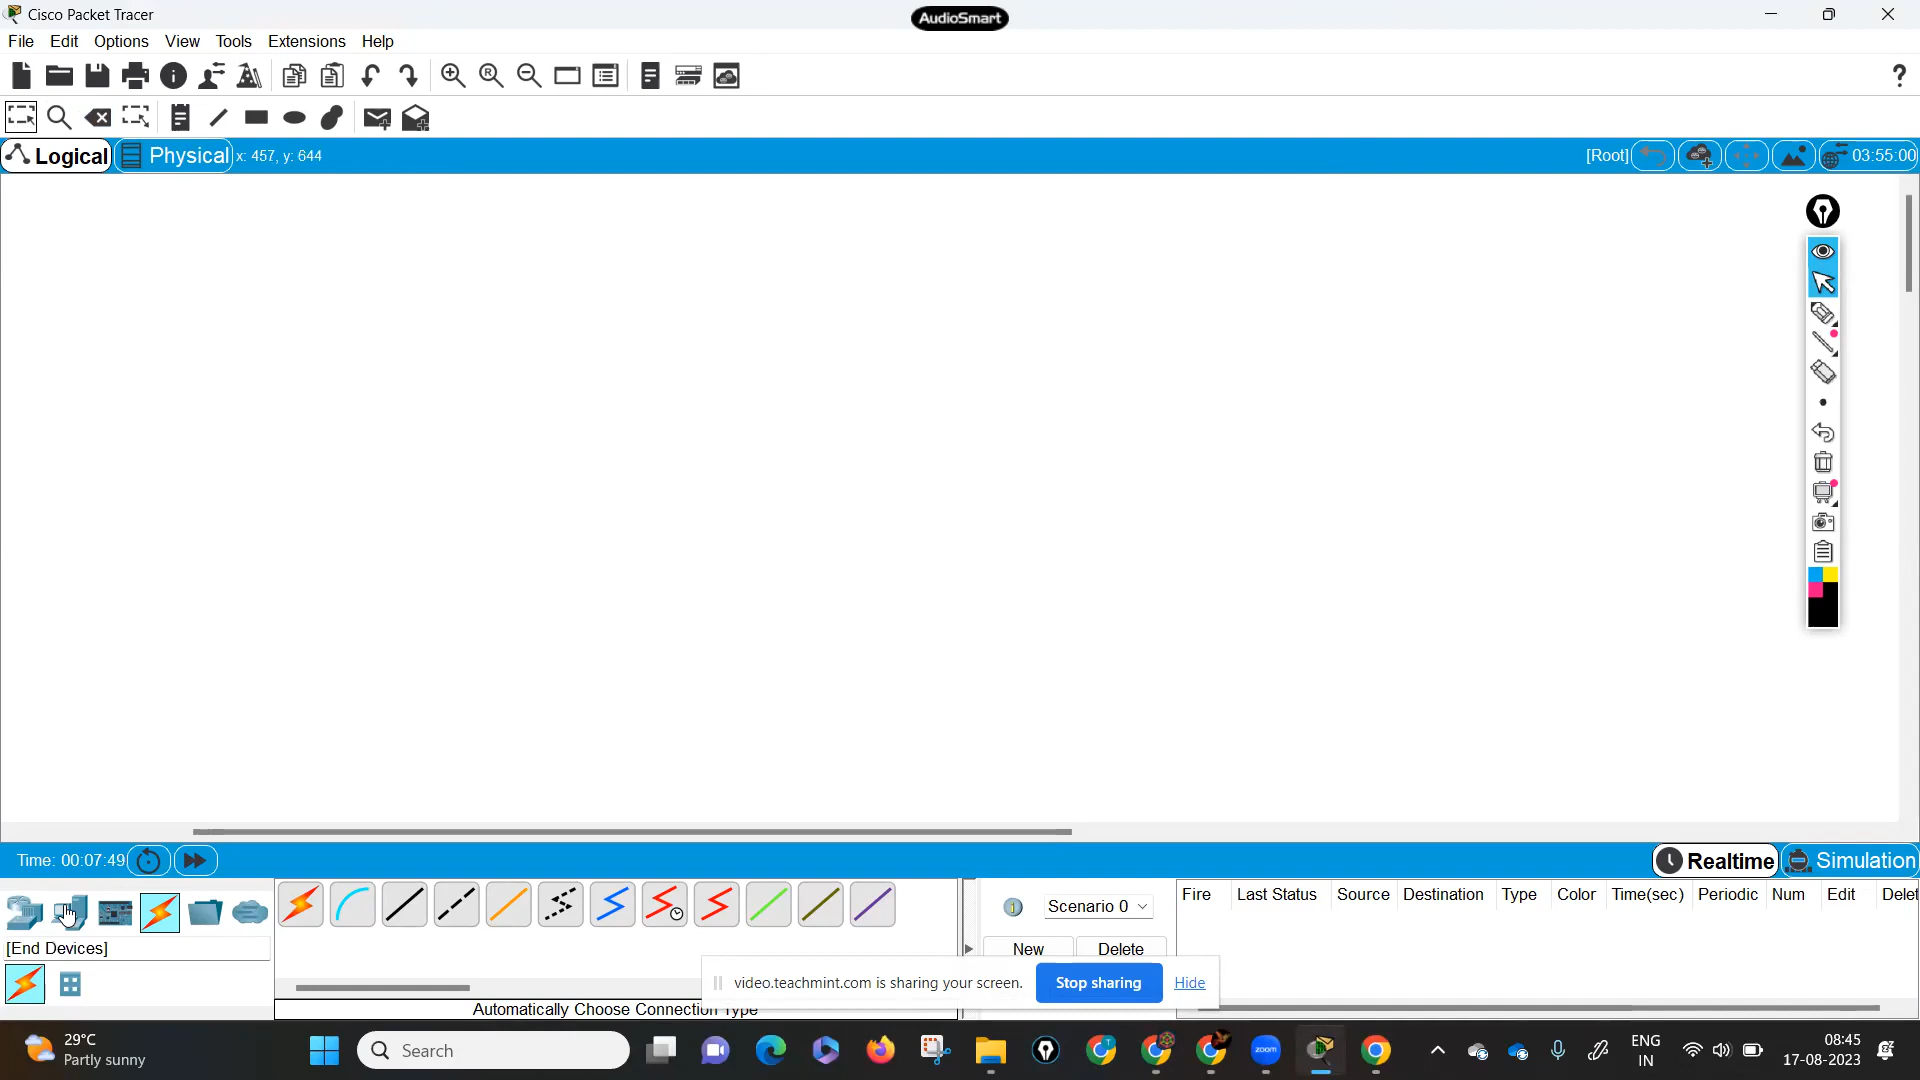 Cisco Packet Tracer
AudioSmart
File Edit Options View Tools Extensions Help
?
Logical Physical x: 457, y: 644 [Root] 03:55:00
Time: 00:07:49 Realtime Simulation
[End Devices]
Automatically Choose Connection Type
Scenario 0
New Delete
Fire Last Status Source Destination Type Color Time(sec) Periodic Num Edit Delet
video.teachmint.com is sharing your screen. Stop sharing Hide
29°C
Partly sunny
Search
zoom
ENG
IN
08:45
17-08-2023